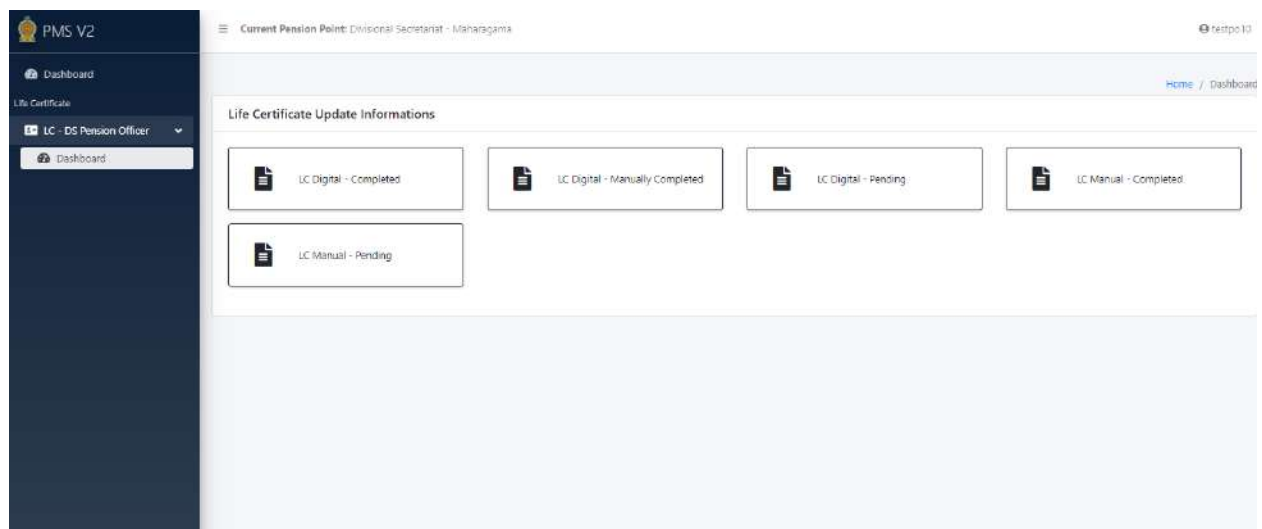 PMS V2
Current Pension Point: Divisional Secretariat - Maharagama
testpo10
Dashboard
Home / Dashboard
Life Certificate
LC - DS Pension Officer
Dashboard
Life Certificate Update Informations
LC Digital - Completed
LC Digital - Manually Completed
LC Digital - Pending
LC Manual - Completed
LC Manual - Pending